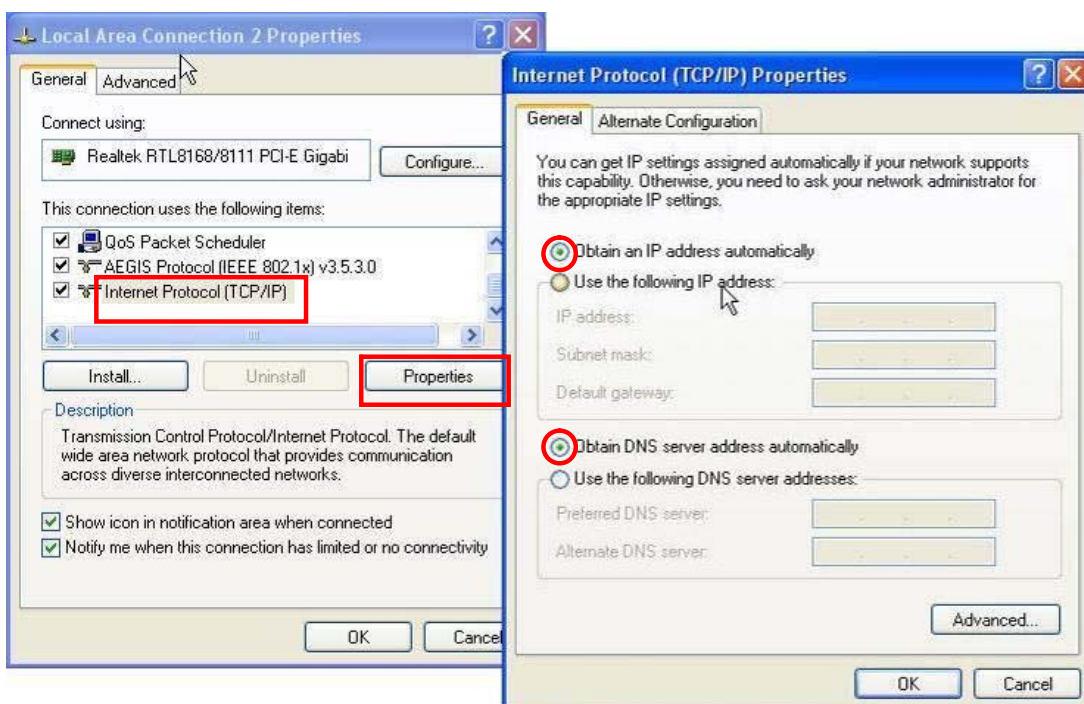 Local Area Connection 2 Properties
General
Advanced
Connect using:
Realtek RTL8168/8111 PCI-E Gigabi
Configure...
This connection uses the following items:
QoS Packet Scheduler
AEGIS Protocol (IEEE 802.1x) v3.5.3.0
Internet Protocol (TCP/IP)
Install...
Uninstall
Properties
Description
Transmission Control Protocol/Internet Protocol. The default
wide area network protocol that provides communication
across diverse interconnected networks.
Show icon in notification area when connected
Notify me when this connection has limited or no connectivity
OK
Cancel
Internet Protocol (TCP/IP) Properties
General
Alternate Configuration
You can get IP settings assigned automatically if your network supports
this capability. Otherwise, you need to ask your network administrator for
the appropriate IP settings.
Obtain an IP address automatically
Use the following IP address:
IP address:
Subnet mask:
Default gateway:
Obtain DNS server address automatically
Use the following DNS server addresses:
Preferred DNS server:
Alternate DNS server:
Advanced...
OK
Cancel